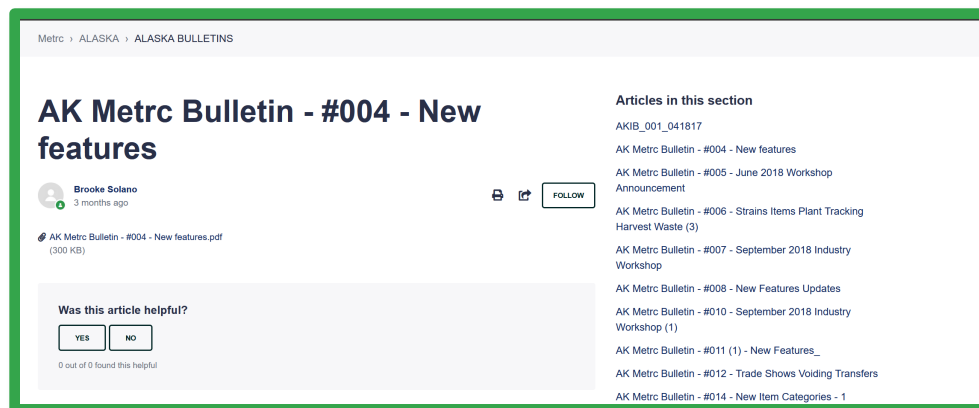 Metrc › ALASKA › ALASKA BULLETINS
AK Metrc Bulletin - #004 - New
features
Brooke Solano
3 months ago
FOLLOW
AK Metrc Bulletin - #004 - New features.pdf
(300 KB)
Was this article helpful?
YES NO
0 out of 0 found this helpful
Articles in this section
AKIB_001_041817
AK Metrc Bulletin - #004 - New features
AK Metrc Bulletin - #005 - June 2018 Workshop
Announcement
AK Metrc Bulletin - #006 - Strains Items Plant Tracking
Harvest Waste (3)
AK Metrc Bulletin - #007 - September 2018 Industry
Workshop
AK Metrc Bulletin - #008 - New Features Updates
AK Metrc Bulletin - #010 - September 2018 Industry
Workshop (1)
AK Metrc Bulletin - #011 (1) - New Features_
AK Metrc Bulletin - #012 - Trade Shows Voiding Transfers
AK Metrc Bulletin - #014 - New Item Categories - 1